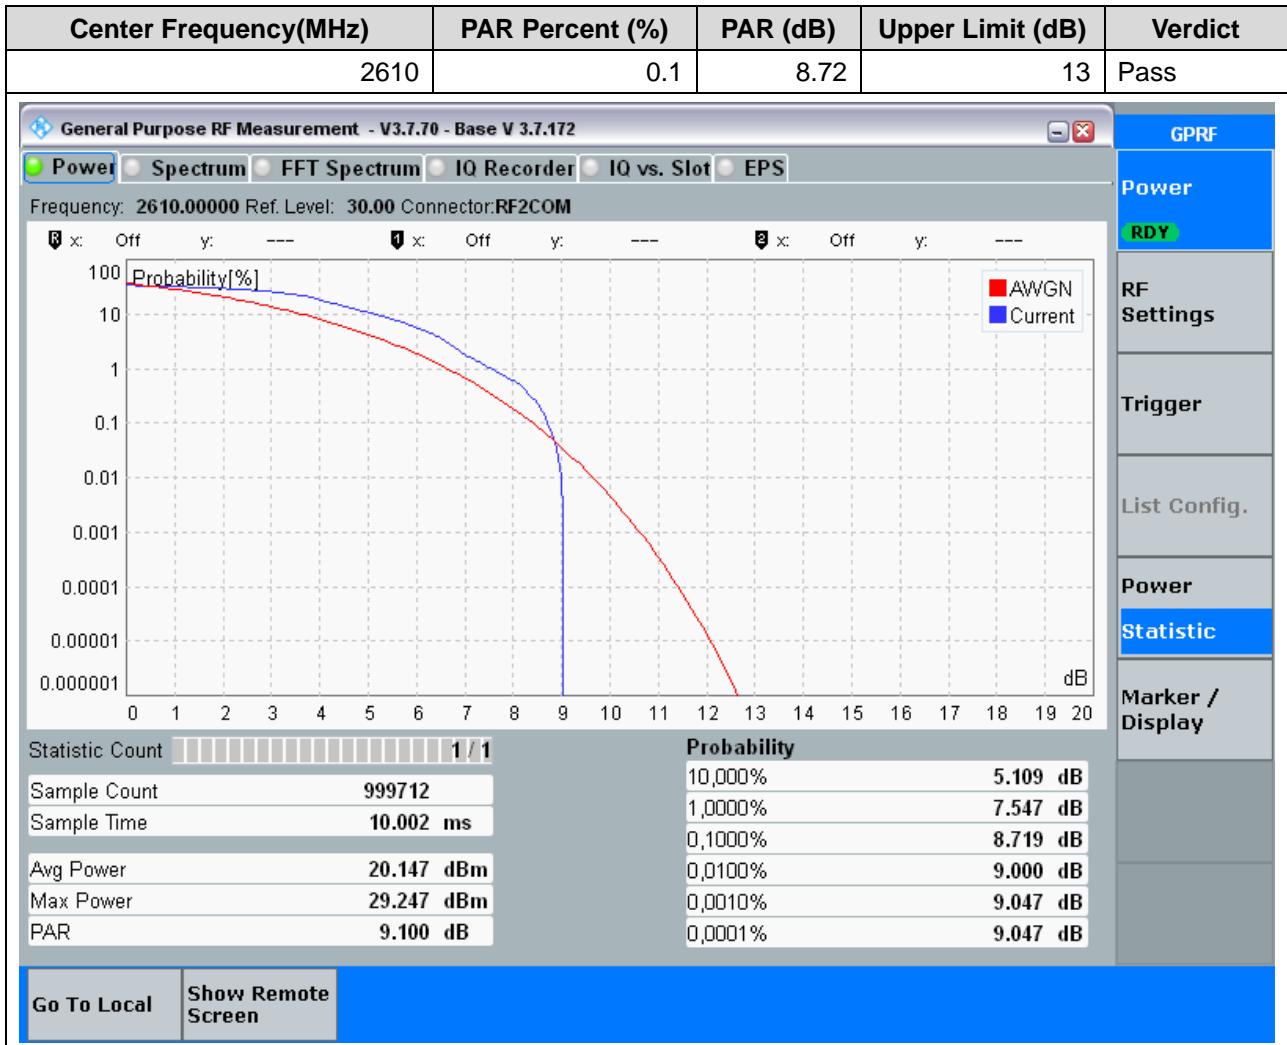 Center Frequency(MHz) PAR Percent (%) PAR (dB) Upper Limit (dB) Verdict
2610 0.1 8.72 13 Pass
General Purpose RF Measurement - V3.7.70 - Base V 3.7.172
GPRF
Power Spectrum FFT Spectrum IQ Recorder IQ vs. Slot EPS
Frequency: 2610.00000 Ref. Level: 30.00 Connector:RF2COM
R x: Off y: --- 1 x: Off y: --- 2 x: Off y: ---
Probability[%]
100
10
1
0.1
0.01
0.001
0.0001
0.00001
0.000001
AWGN
Current
dB
0 1 2 3 4 5 6 7 8 9 10 11 12 13 14 15 16 17 18 19 20
Statistic Count 1 / 1
Sample Count 999712
Sample Time 10.002 ms
Avg Power 20.147 dBm
Max Power 29.247 dBm
PAR 9.100 dB
Probability
10,000% 5.109 dB
1,0000% 7.547 dB
0,1000% 8.719 dB
0,0100% 9.000 dB
0,0010% 9.047 dB
0,0001% 9.047 dB
Power
RDY
RF
Settings
Trigger
List Config.
Power
Statistic
Marker /
Display
Go To Local
Show Remote
Screen